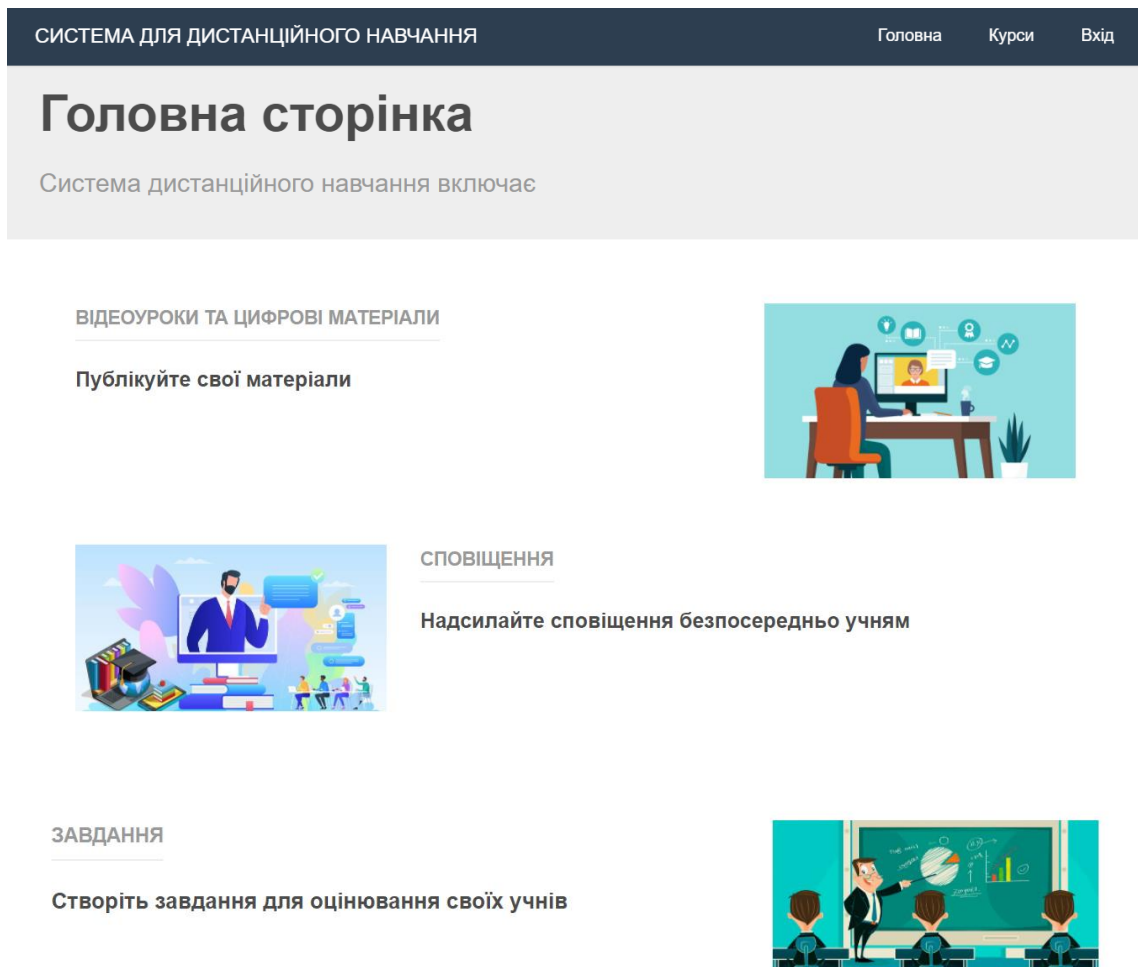 СИСТЕМА ДЛЯ ДИСТАНЦІЙНОГО НАВЧАННЯ
Головна Курси Вхід
Головна сторінка
Система дистанційного навчання включає
ВІДЕОУРОКИ ТА ЦИФРОВІ МАТЕРІАЛИ
Публікуйте свої матеріали
СПОВІЩЕННЯ
Надсилайте сповіщення безпосередньо учням
ЗАВДАННЯ
Створіть завдання для оцінювання своїх учнів